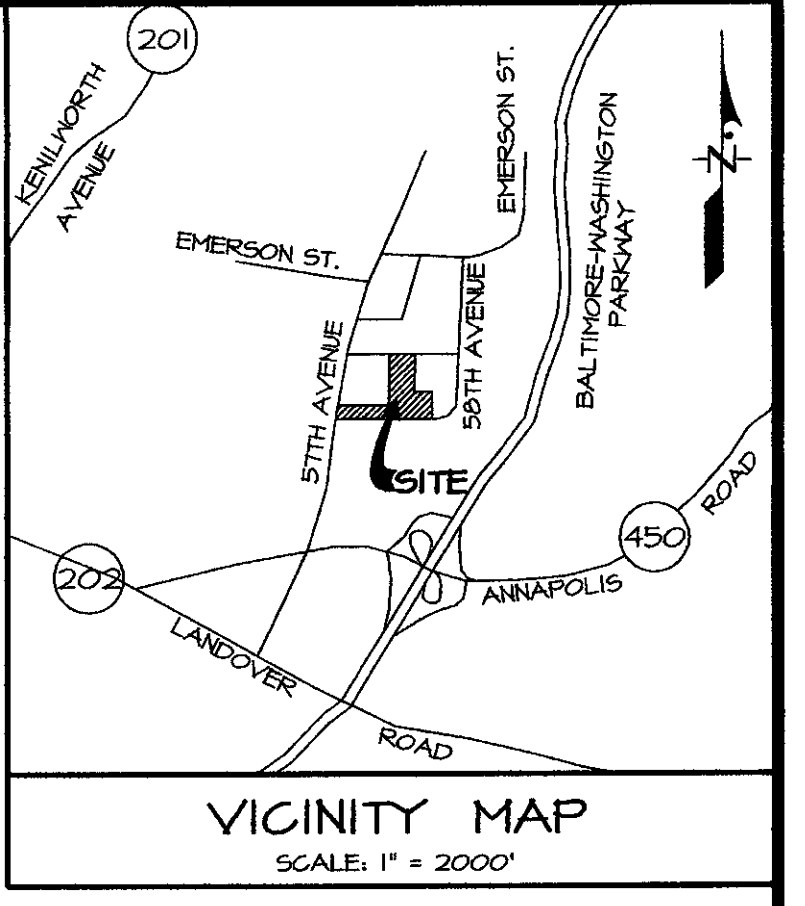 201
KENILWORTH
AVENUE
EMERSON ST.
EMERSON ST.
BALTIMORE-WASHINGTON
PARKWAY
N
57TH AVENUE
58TH AVENUE
SITE
450
ROAD
ANNAPOLIS
202
LANDOVER
ROAD
VICINITY MAP
SCALE: 1" = 2000'